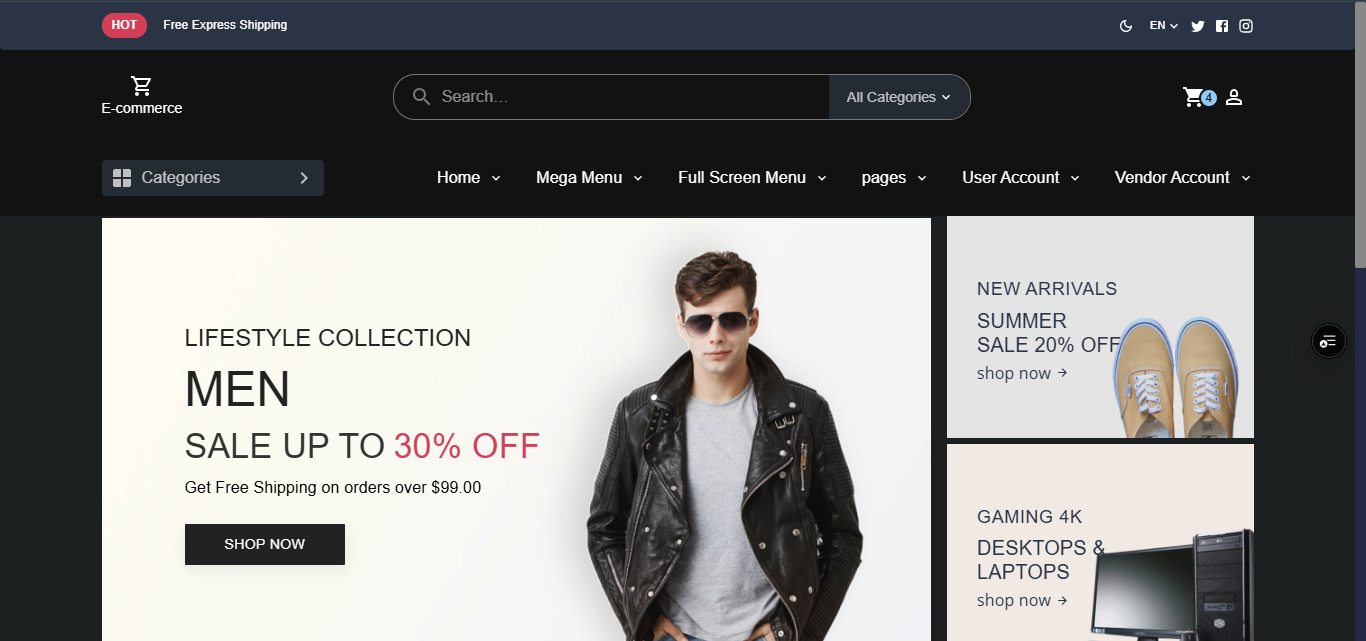 HOT Free Express Shipping EN
E-commerce
Search... All Categories
4
Categories Home Mega Menu Full Screen Menu pages User Account Vendor Account
LIFESTYLE COLLECTION
MEN
SALE UP TO 30% OFF
Get Free Shipping on orders over $99.00
SHOP NOW
NEW ARRIVALS
SUMMER
SALE 20% OFF
shop now →
GAMING 4K
DESKTOPS &
LAPTOPS
shop now →